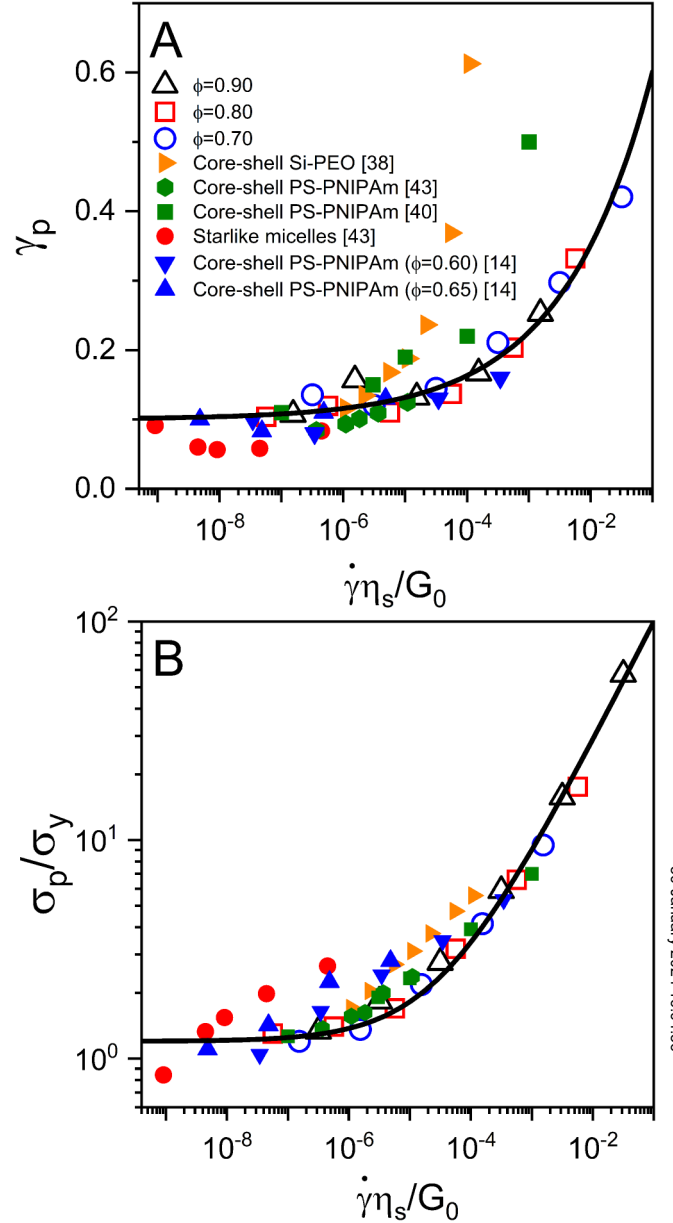 A
0.6
ϕ=0.90
ϕ=0.80
ϕ=0.70
Core-shell Si-PEO [38]
Core-shell PS-PNIPAm [43]
Core-shell PS-PNIPAm [40]
Starlike micelles [43]
Core-shell PS-PNIPAm (ϕ=0.60) [14]
Core-shell PS-PNIPAm (ϕ=0.65) [14]
0.4
γₚ
0.2
0.0
10⁻⁸ 10⁻⁶ 10⁻⁴ 10⁻²
γ̇ηₛ/G₀
10²
B
10¹
σₚ/σᵧ
10⁰
10⁻⁸ 10⁻⁶ 10⁻⁴ 10⁻²
γ̇ηₛ/G₀